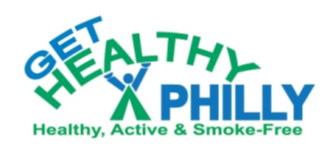 GET
HEALTHY
PHILLY
Healthy, Active & Smoke-Free